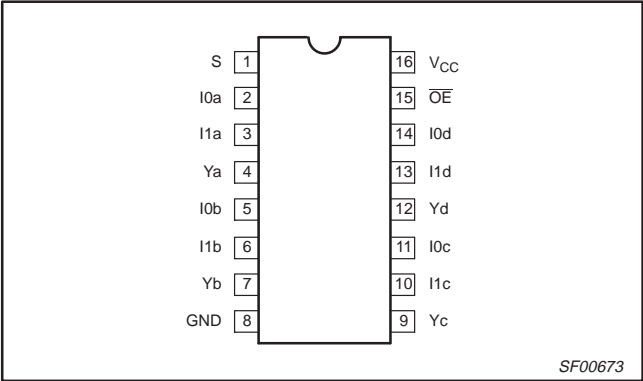 S 1 16 VCC
I0a 2 15 OE
I1a 3 14 I0d
Ya 4 13 I1d
I0b 5 12 Yd
I1b 6 11 I0c
Yb 7 10 I1c
GND 8 9 Yc
SF00673